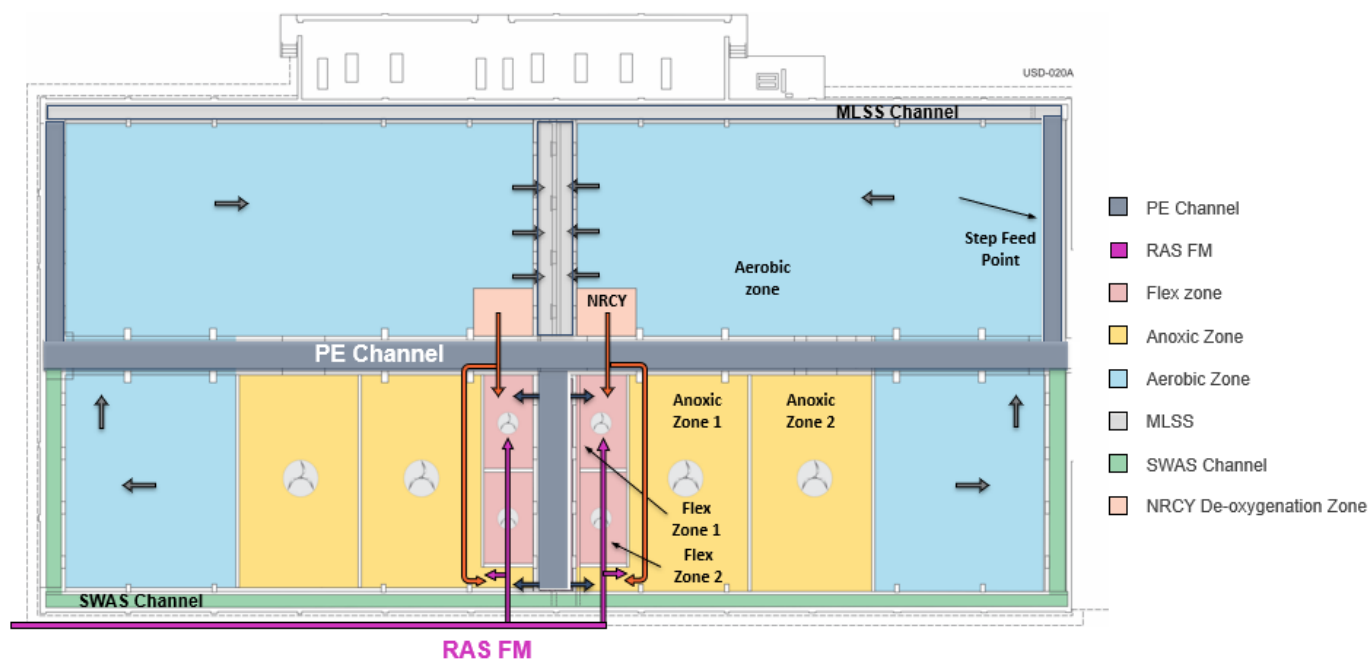 USD-020A
MLSS Channel
Step Feed
Point
Aerobic
zone
NRCY
PE Channel
Anoxic
Zone 1
Anoxic
Zone 2
Flex
Zone 1
Flex
Zone 2
SWAS Channel
RAS FM
PE Channel
RAS FM
Flex zone
Anoxic Zone
Aerobic Zone
MLSS
SWAS Channel
NRCY De-oxygenation Zone